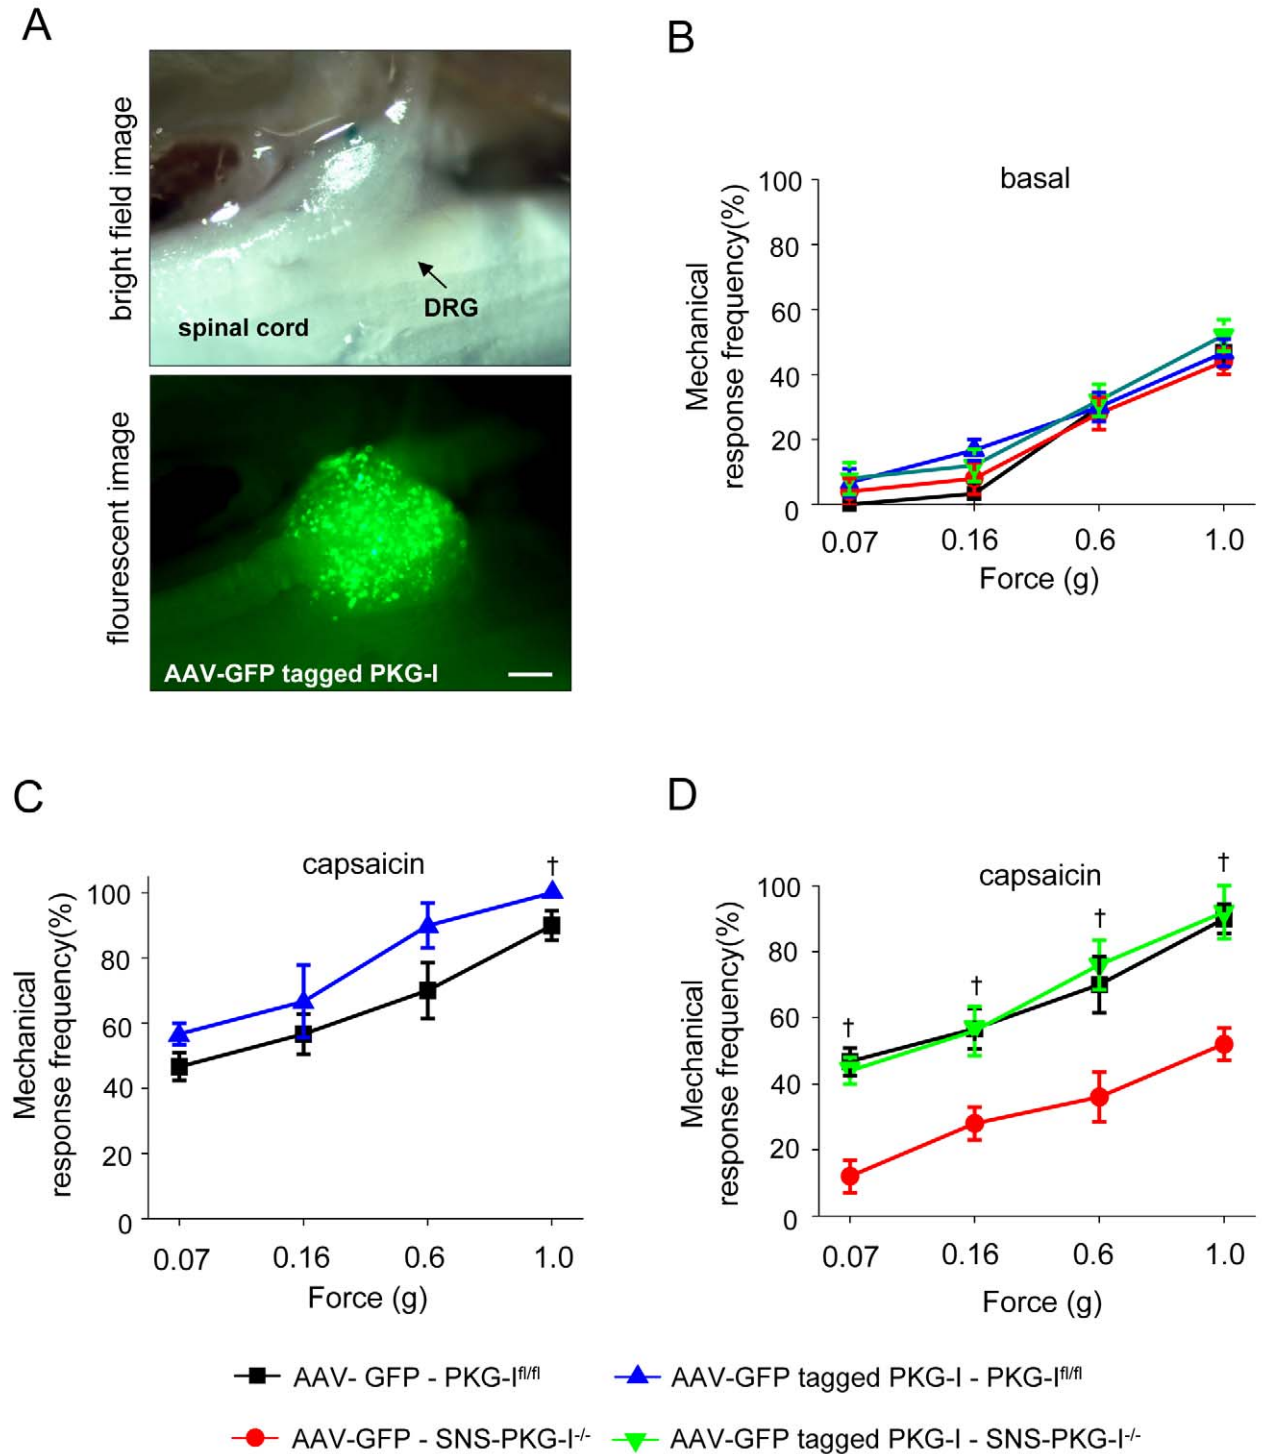 A
bright field image
spinal cord
DRG
flourescent image
AAV-GFP tagged PKG-I
B
basal
Mechanical
response frequency(%)
100
80
60
40
20
0
0.07 0.16 0.6 1.0
Force (g)
C
capsaicin
†
Mechanical
response frequency(%)
100
80
60
40
20
0
0.07 0.16 0.6 1.0
Force (g)
D
capsaicin
† † † †
Mechanical
response frequency(%)
100
80
60
40
20
0
0.07 0.16 0.6 1.0
Force (g)
AAV- GFP - PKG-Ifl/fl
AAV-GFP tagged PKG-I - PKG-Ifl/fl
AAV-GFP - SNS-PKG-I-/-
AAV-GFP tagged PKG-I - SNS-PKG-I-/-